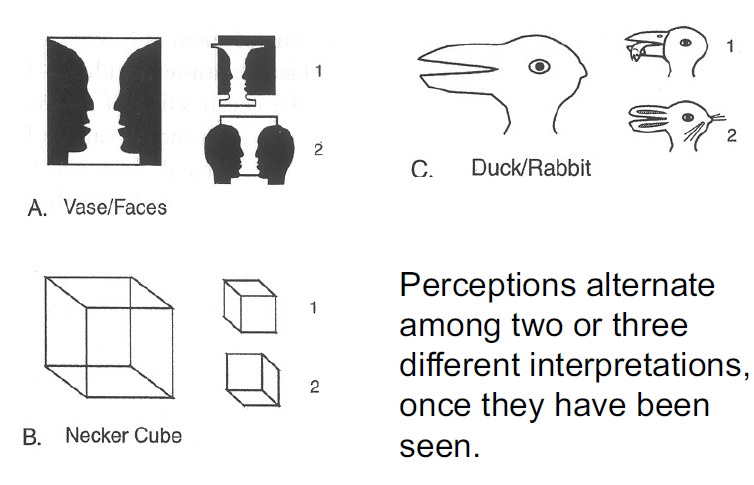 1
2
A. Vase/Faces
1
2
C. Duck/Rabbit
1
2
B. Necker Cube
Perceptions alternate
among two or three
different interpretations,
once they have been
seen.